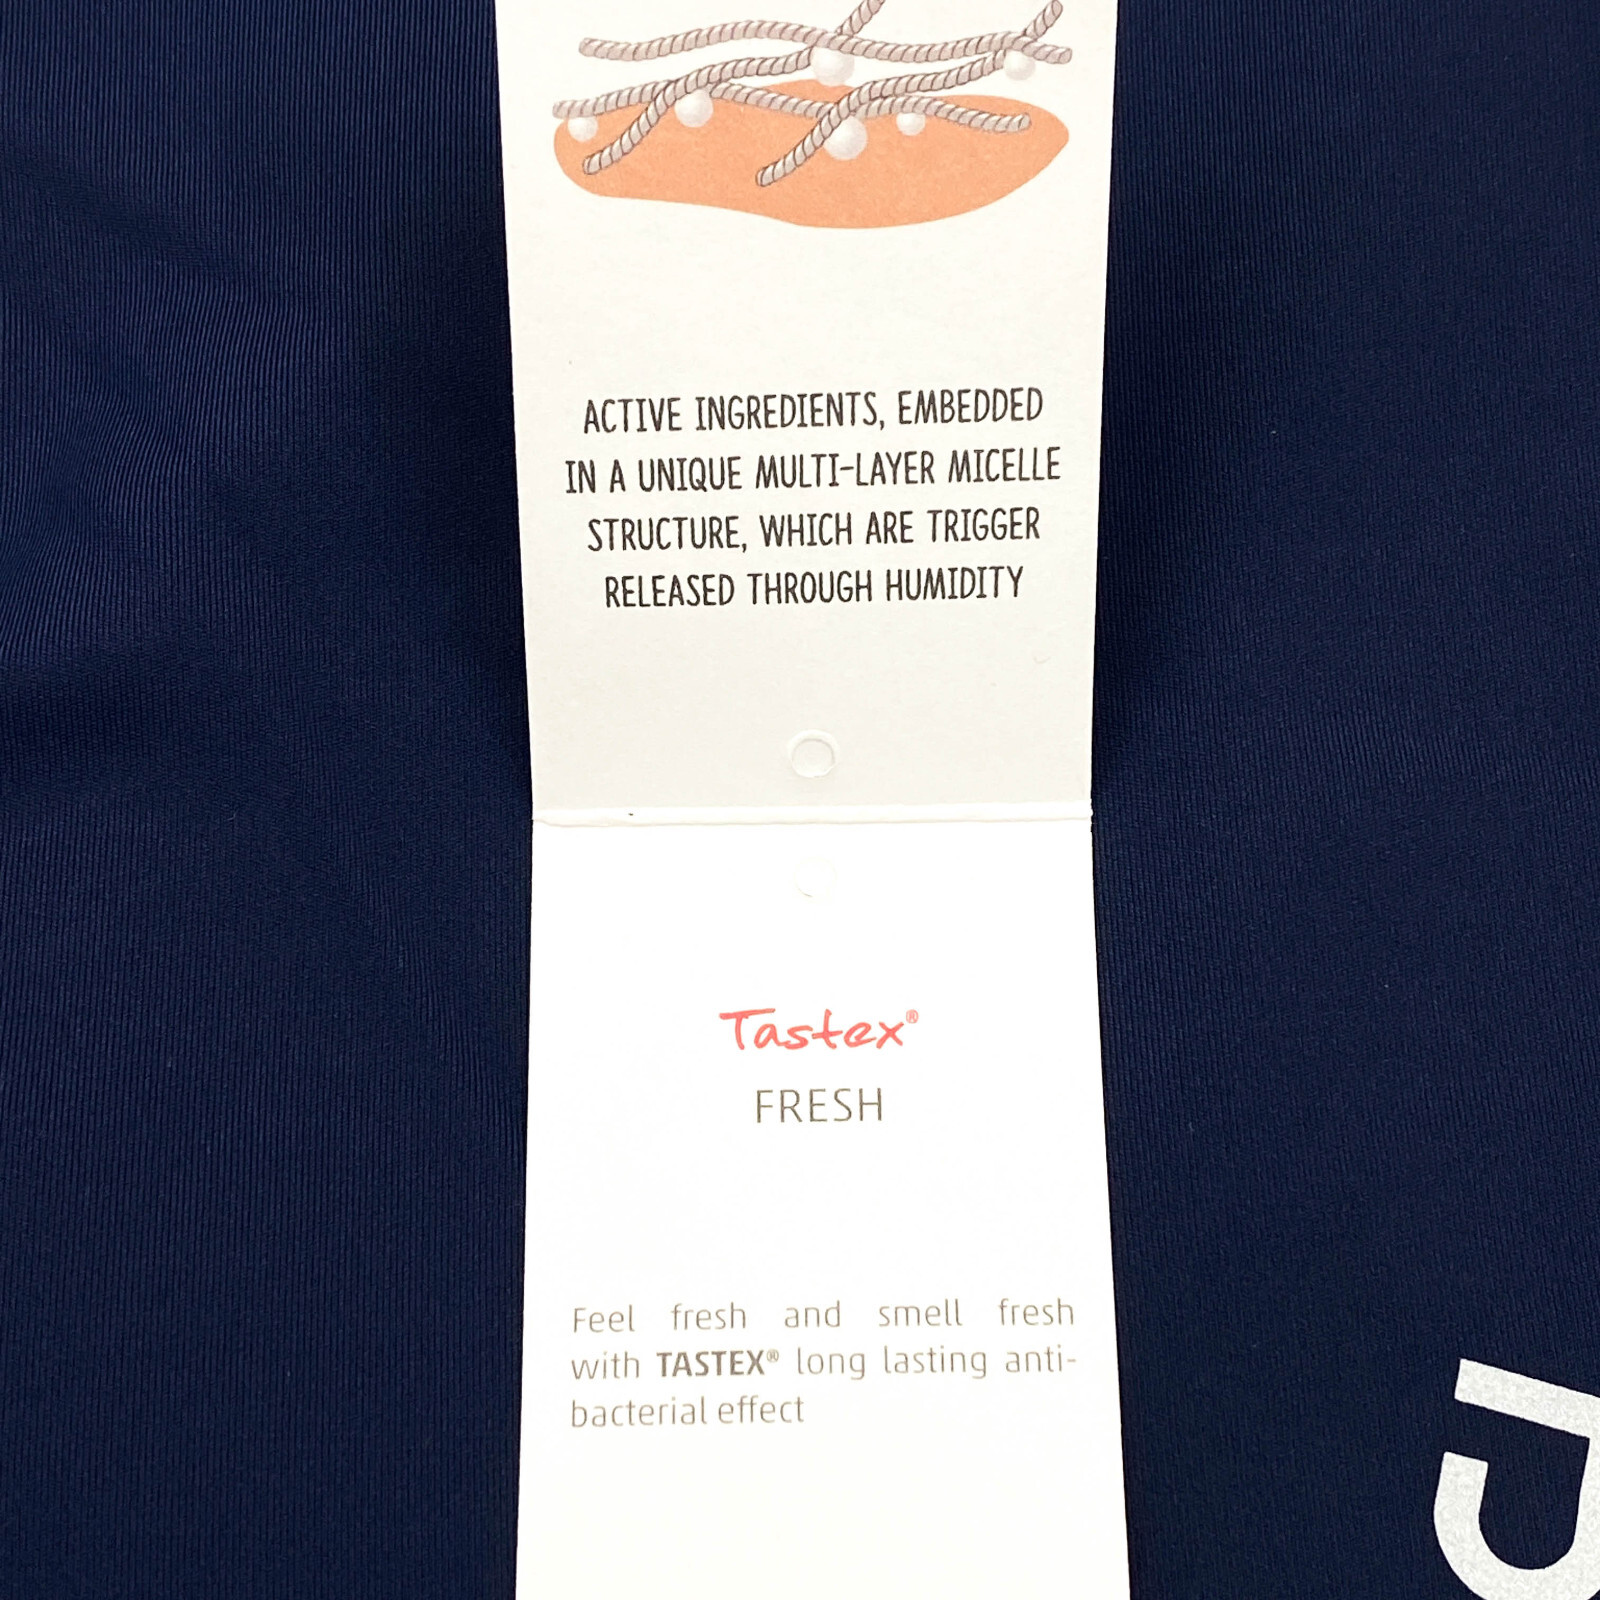 ACTIVE INGREDIENTS, EMBEDDED
IN A UNIQUE MULTI-LAYER MICELLE
STRUCTURE, WHICH ARE TRIGGER
RELEASED THROUGH HUMIDITY
Tastex®
FRESH
Feel fresh and smell fresh
with TASTEX® long lasting anti-
bacterial effect